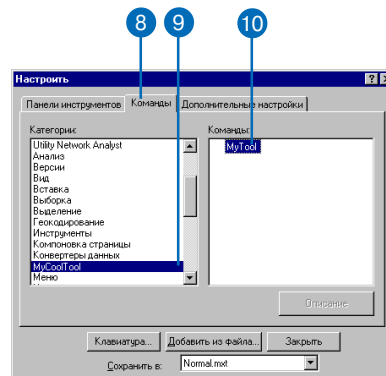 8 9 10
Настроить
Панели инструментов Команды Дополнительные настройки
Категории: Команды:
Utility Network Analyst MyTool
Анализ
Версии
Вид
Вставка
Выборка
Выделение
Геокодирование
Инструменты
Компоновка страницы
Конвертеры данных
MyCoolTool
Меню
Описание
Клавиатура... Добавить из файла... Закрыть
Сохранить в: Normal.mxt